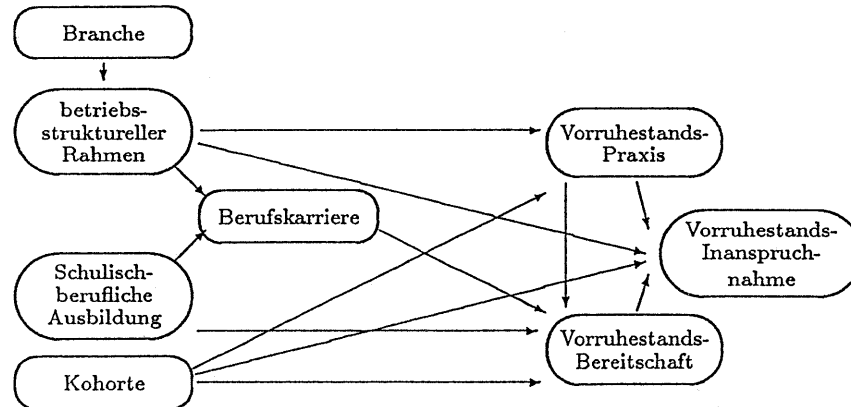 Branche
betriebs-
struktureller
Rahmen
Vorruhestands-
Praxis
Berufskarriere
Vorruhestands-
Inanspruch-
nahme
Schulisch-
berufliche
Ausbildung
Vorruhestands-
Bereitschaft
Kohorte